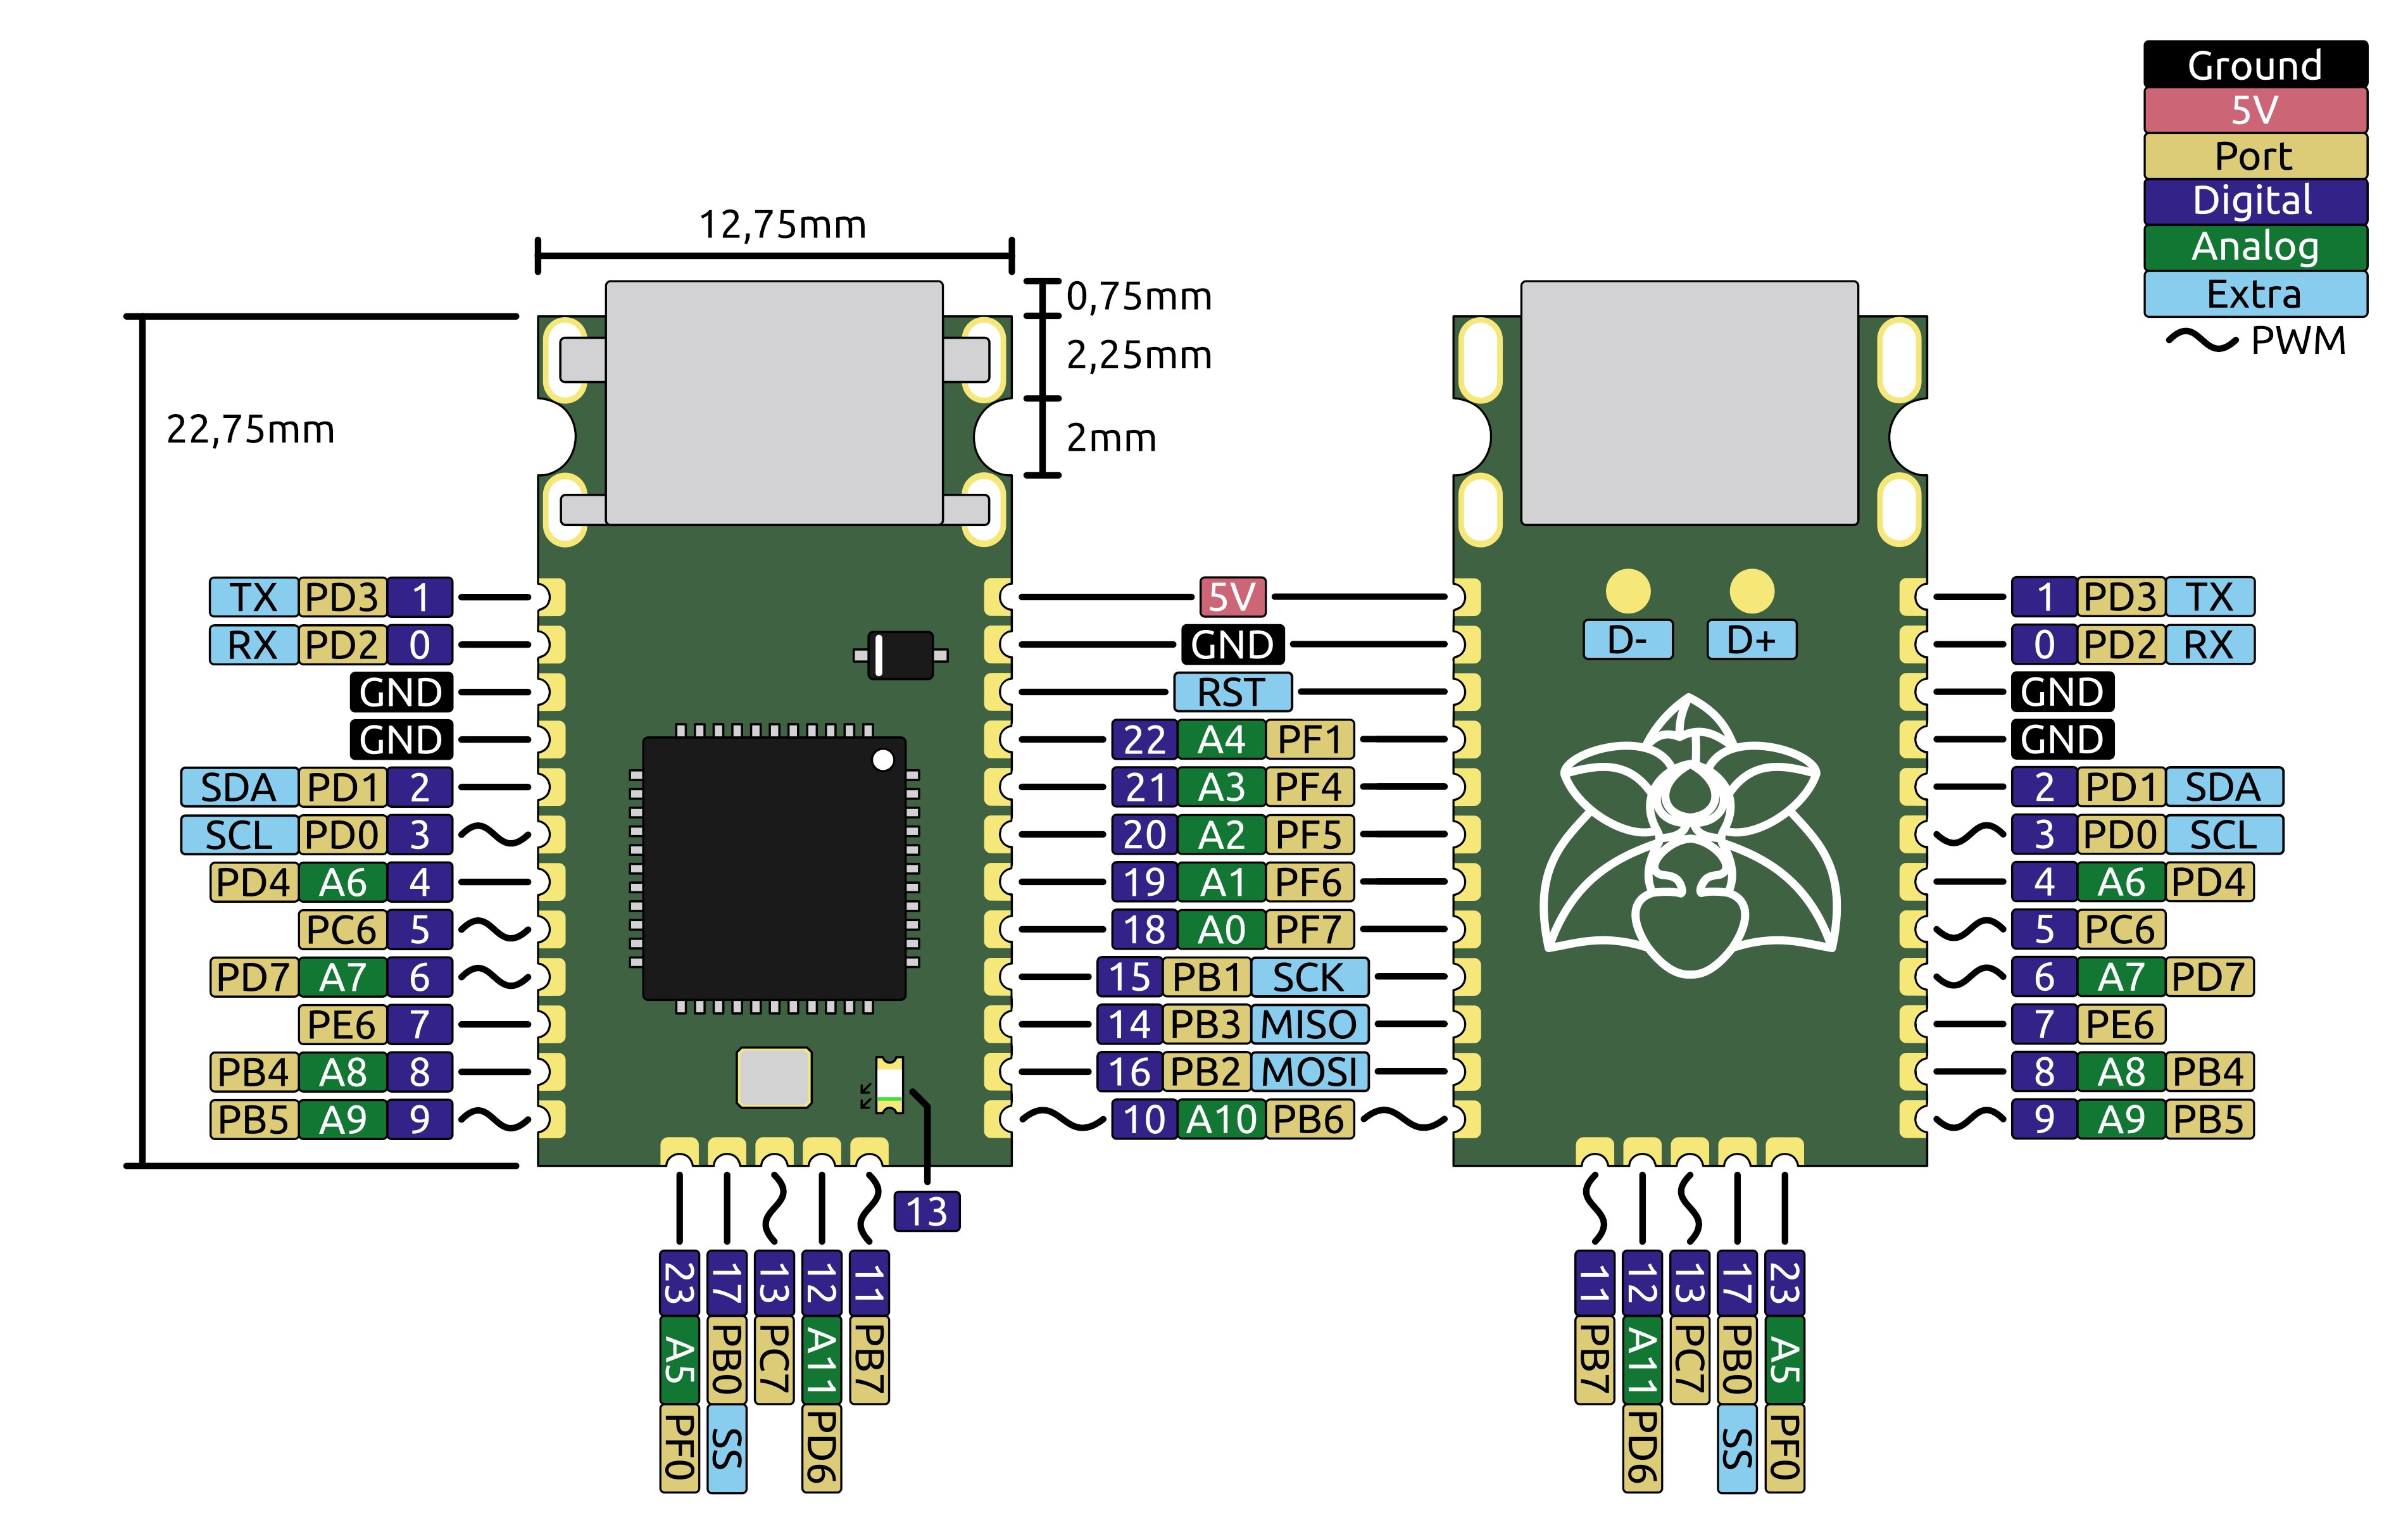 Ground
5V
Port
Digital
Analog
Extra
PWM
12,75mm
0,75mm
2,25mm
2mm
22,75mm
TX PD3 1
RX PD2 0
GND
GND
SDA PD1 2
SCL PD0 3
PD4 A6 4
PC6 5
PD7 A7 6
PE6 7
PB4 A8 8
PB5 A9 9
5V
GND
RST
22 A4 PF1
21 A3 PF4
20 A2 PF5
19 A1 PF6
18 A0 PF7
15 PB1 SCK
14 PB3 MISO
16 PB2 MOSI
10 A10 PB6
D- D+
1 PD3 TX
0 PD2 RX
GND
GND
2 PD1 SDA
3 PD0 SCL
4 A6 PD4
5 PC6
6 A7 PD7
7 PE6
8 A8 PB4
9 A9 PB5
13
23 A5 PF0
17 PB0 SS
13 PC7
12 A11 PD6
11 PB7
11 PB7
12 A11 PD6
13 PC7
17 PB0 SS
23 A5 PF0